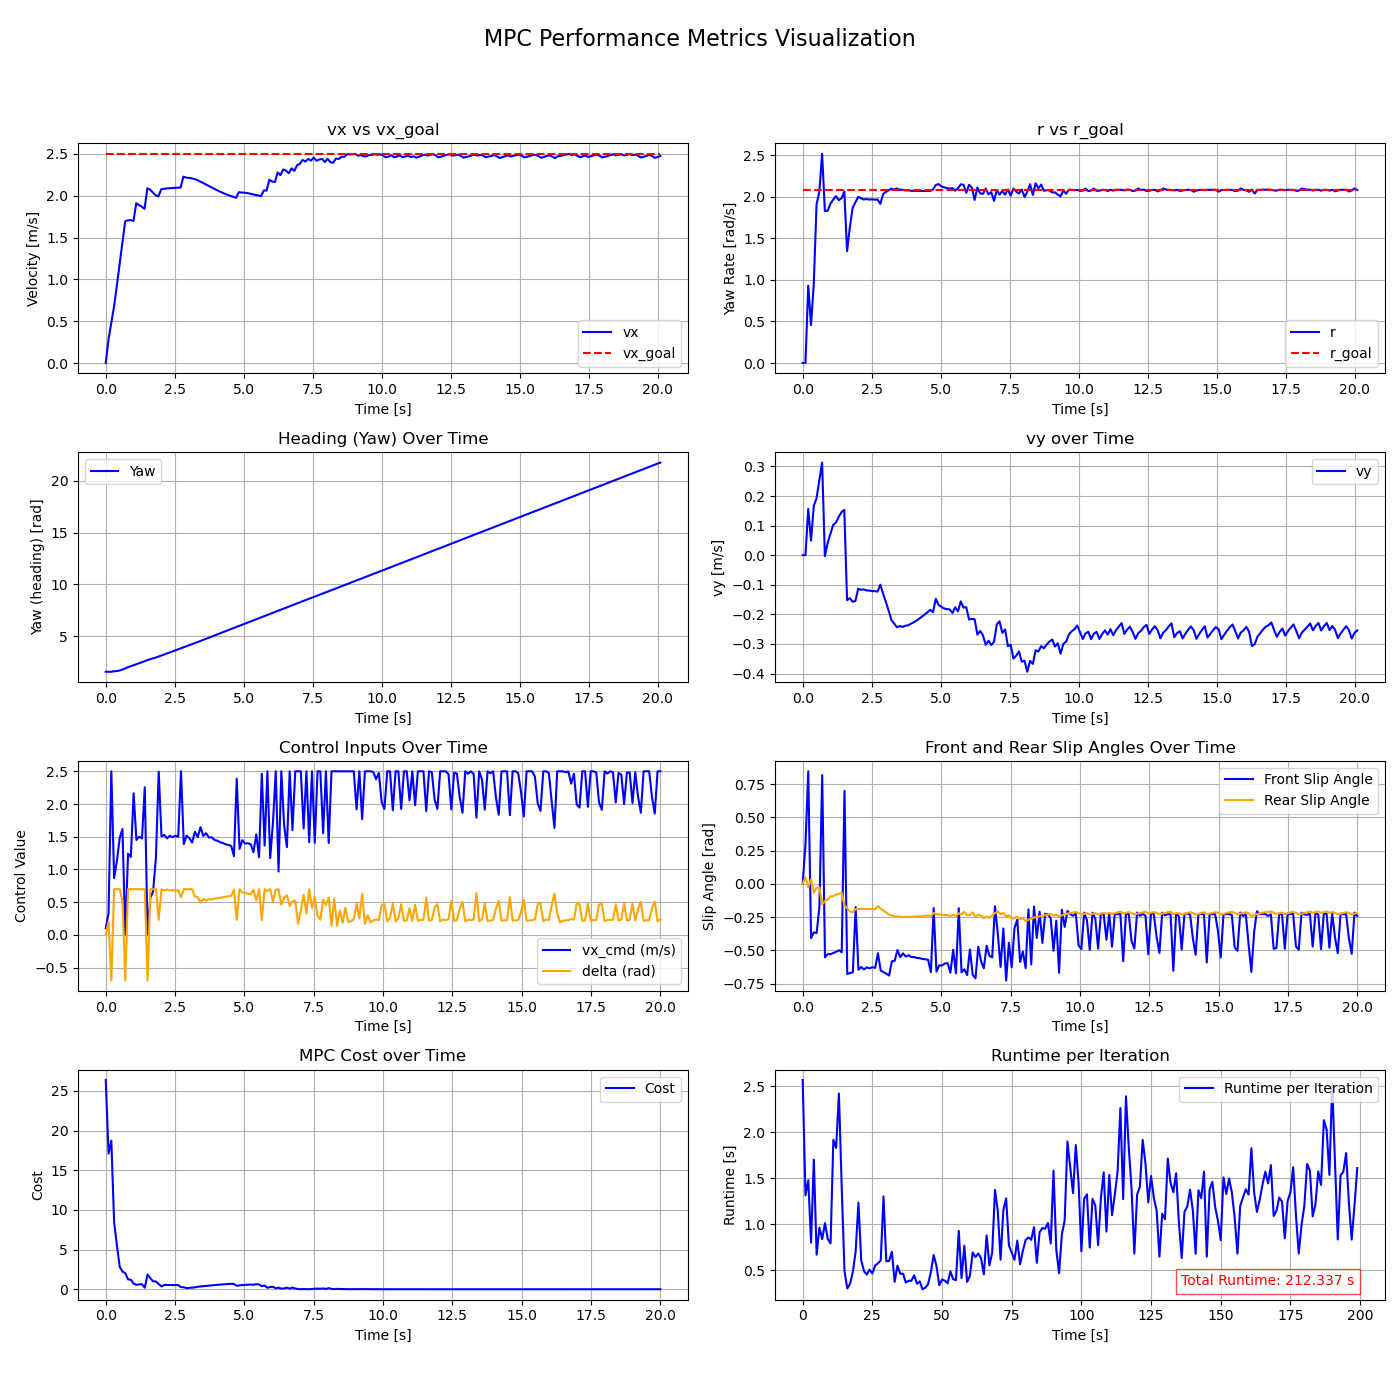 MPC Performance Metrics Visualization
vx vs vx_goal
2.5
2.0
1.5
1.0
0.5
0.0
Velocity [m/s]
vx
vx_goal
0.0 2.5 5.0 7.5 10.0 12.5 15.0 17.5 20.0
Time [s]
r vs r_goal
2.5
2.0
1.5
1.0
0.5
0.0
Yaw Rate [rad/s]
r
r_goal
0.0 2.5 5.0 7.5 10.0 12.5 15.0 17.5 20.0
Time [s]
Heading (Yaw) Over Time
Yaw
20
15
10
5
Yaw (heading) [rad]
0.0 2.5 5.0 7.5 10.0 12.5 15.0 17.5 20.0
Time [s]
vy over Time
vy
0.3
0.2
0.1
0.0
−0.1
−0.2
−0.3
−0.4
vy [m/s]
0.0 2.5 5.0 7.5 10.0 12.5 15.0 17.5 20.0
Time [s]
Control Inputs Over Time
2.5
2.0
1.5
1.0
0.5
0.0
−0.5
Control Value
vx_cmd (m/s)
delta (rad)
0.0 2.5 5.0 7.5 10.0 12.5 15.0 17.5 20.0
Time [s]
Front and Rear Slip Angles Over Time
Front Slip Angle
Rear Slip Angle
0.75
0.50
0.25
0.00
−0.25
−0.50
−0.75
Slip Angle [rad]
0.0 2.5 5.0 7.5 10.0 12.5 15.0 17.5 20.0
Time [s]
MPC Cost over Time
Cost
25
20
15
10
5
0
Cost
0.0 2.5 5.0 7.5 10.0 12.5 15.0 17.5 20.0
Time [s]
Runtime per Iteration
Runtime per Iteration
2.5
2.0
1.5
1.0
0.5
Runtime [s]
Total Runtime: 212.337 s
0 25 50 75 100 125 150 175 200
Time [s]